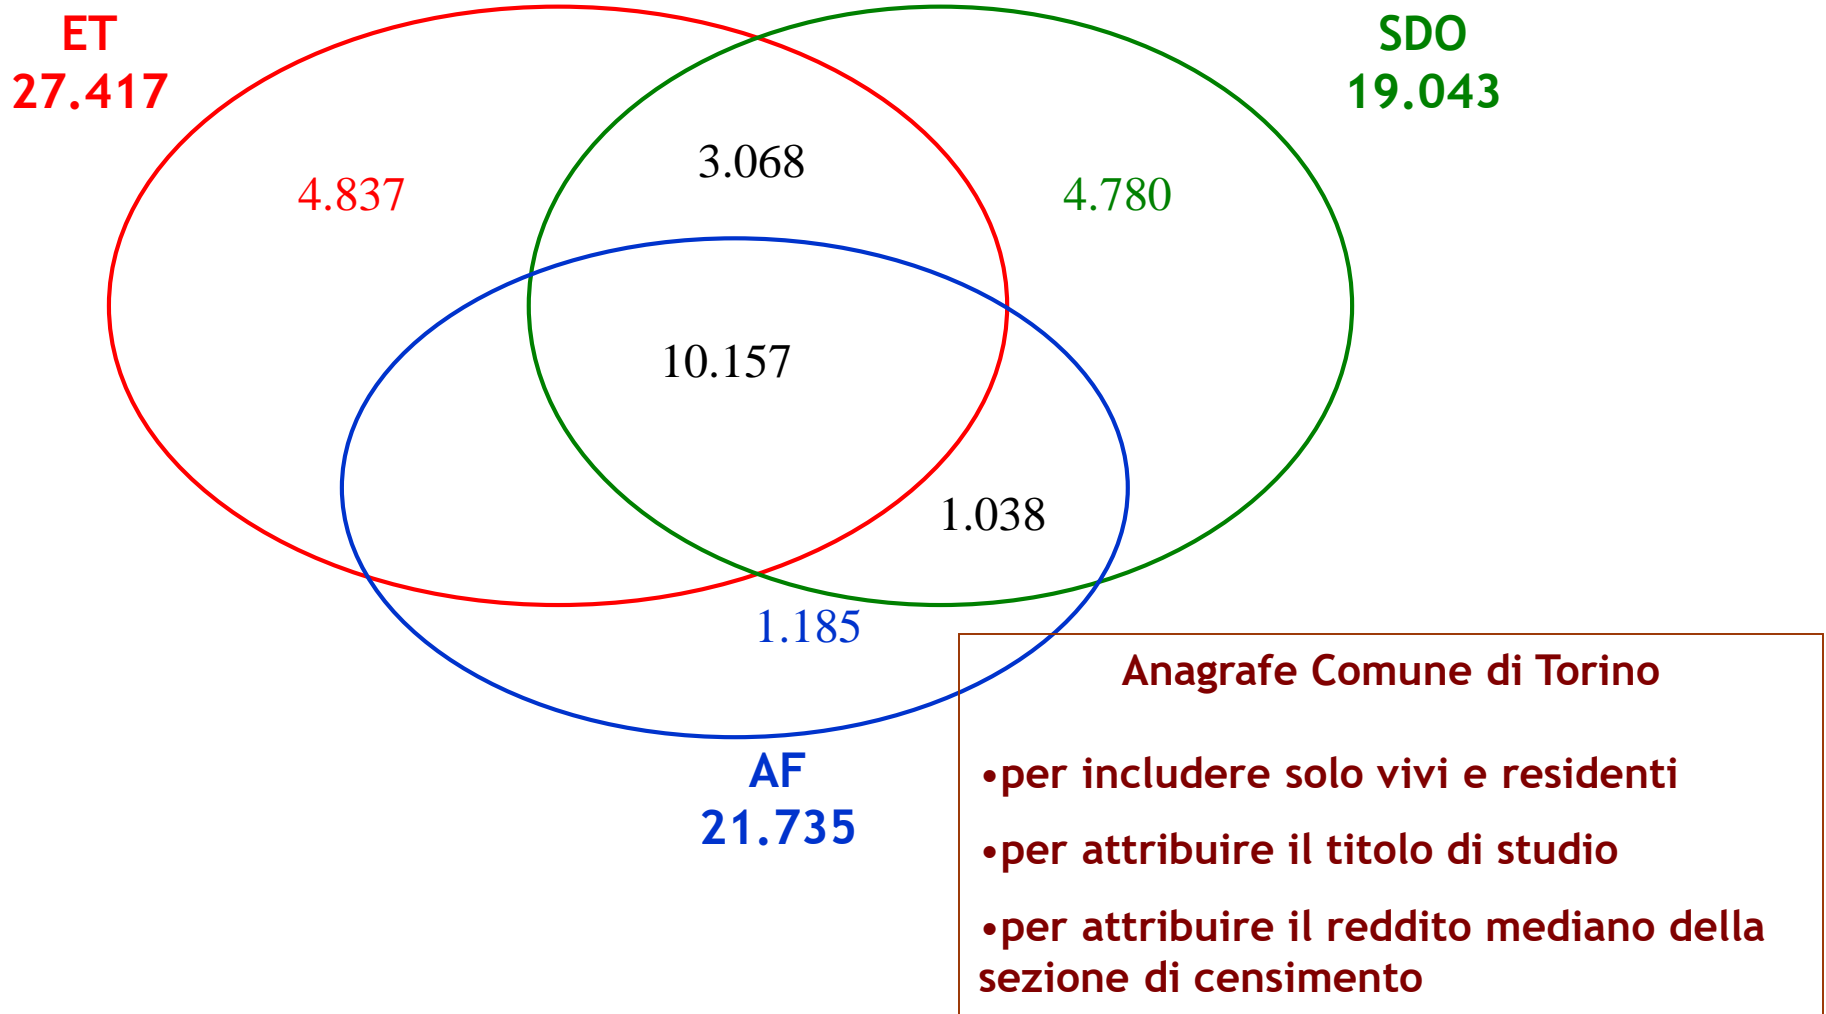 ET
27.417
SDO
19.043
3.068
4.837
4.780
10.157
1.038
1.185
AF
21.735
Anagrafe Comune di Torino
•per includere solo vivi e residenti
•per attribuire il titolo di studio
•per attribuire il reddito mediano della
sezione di censimento